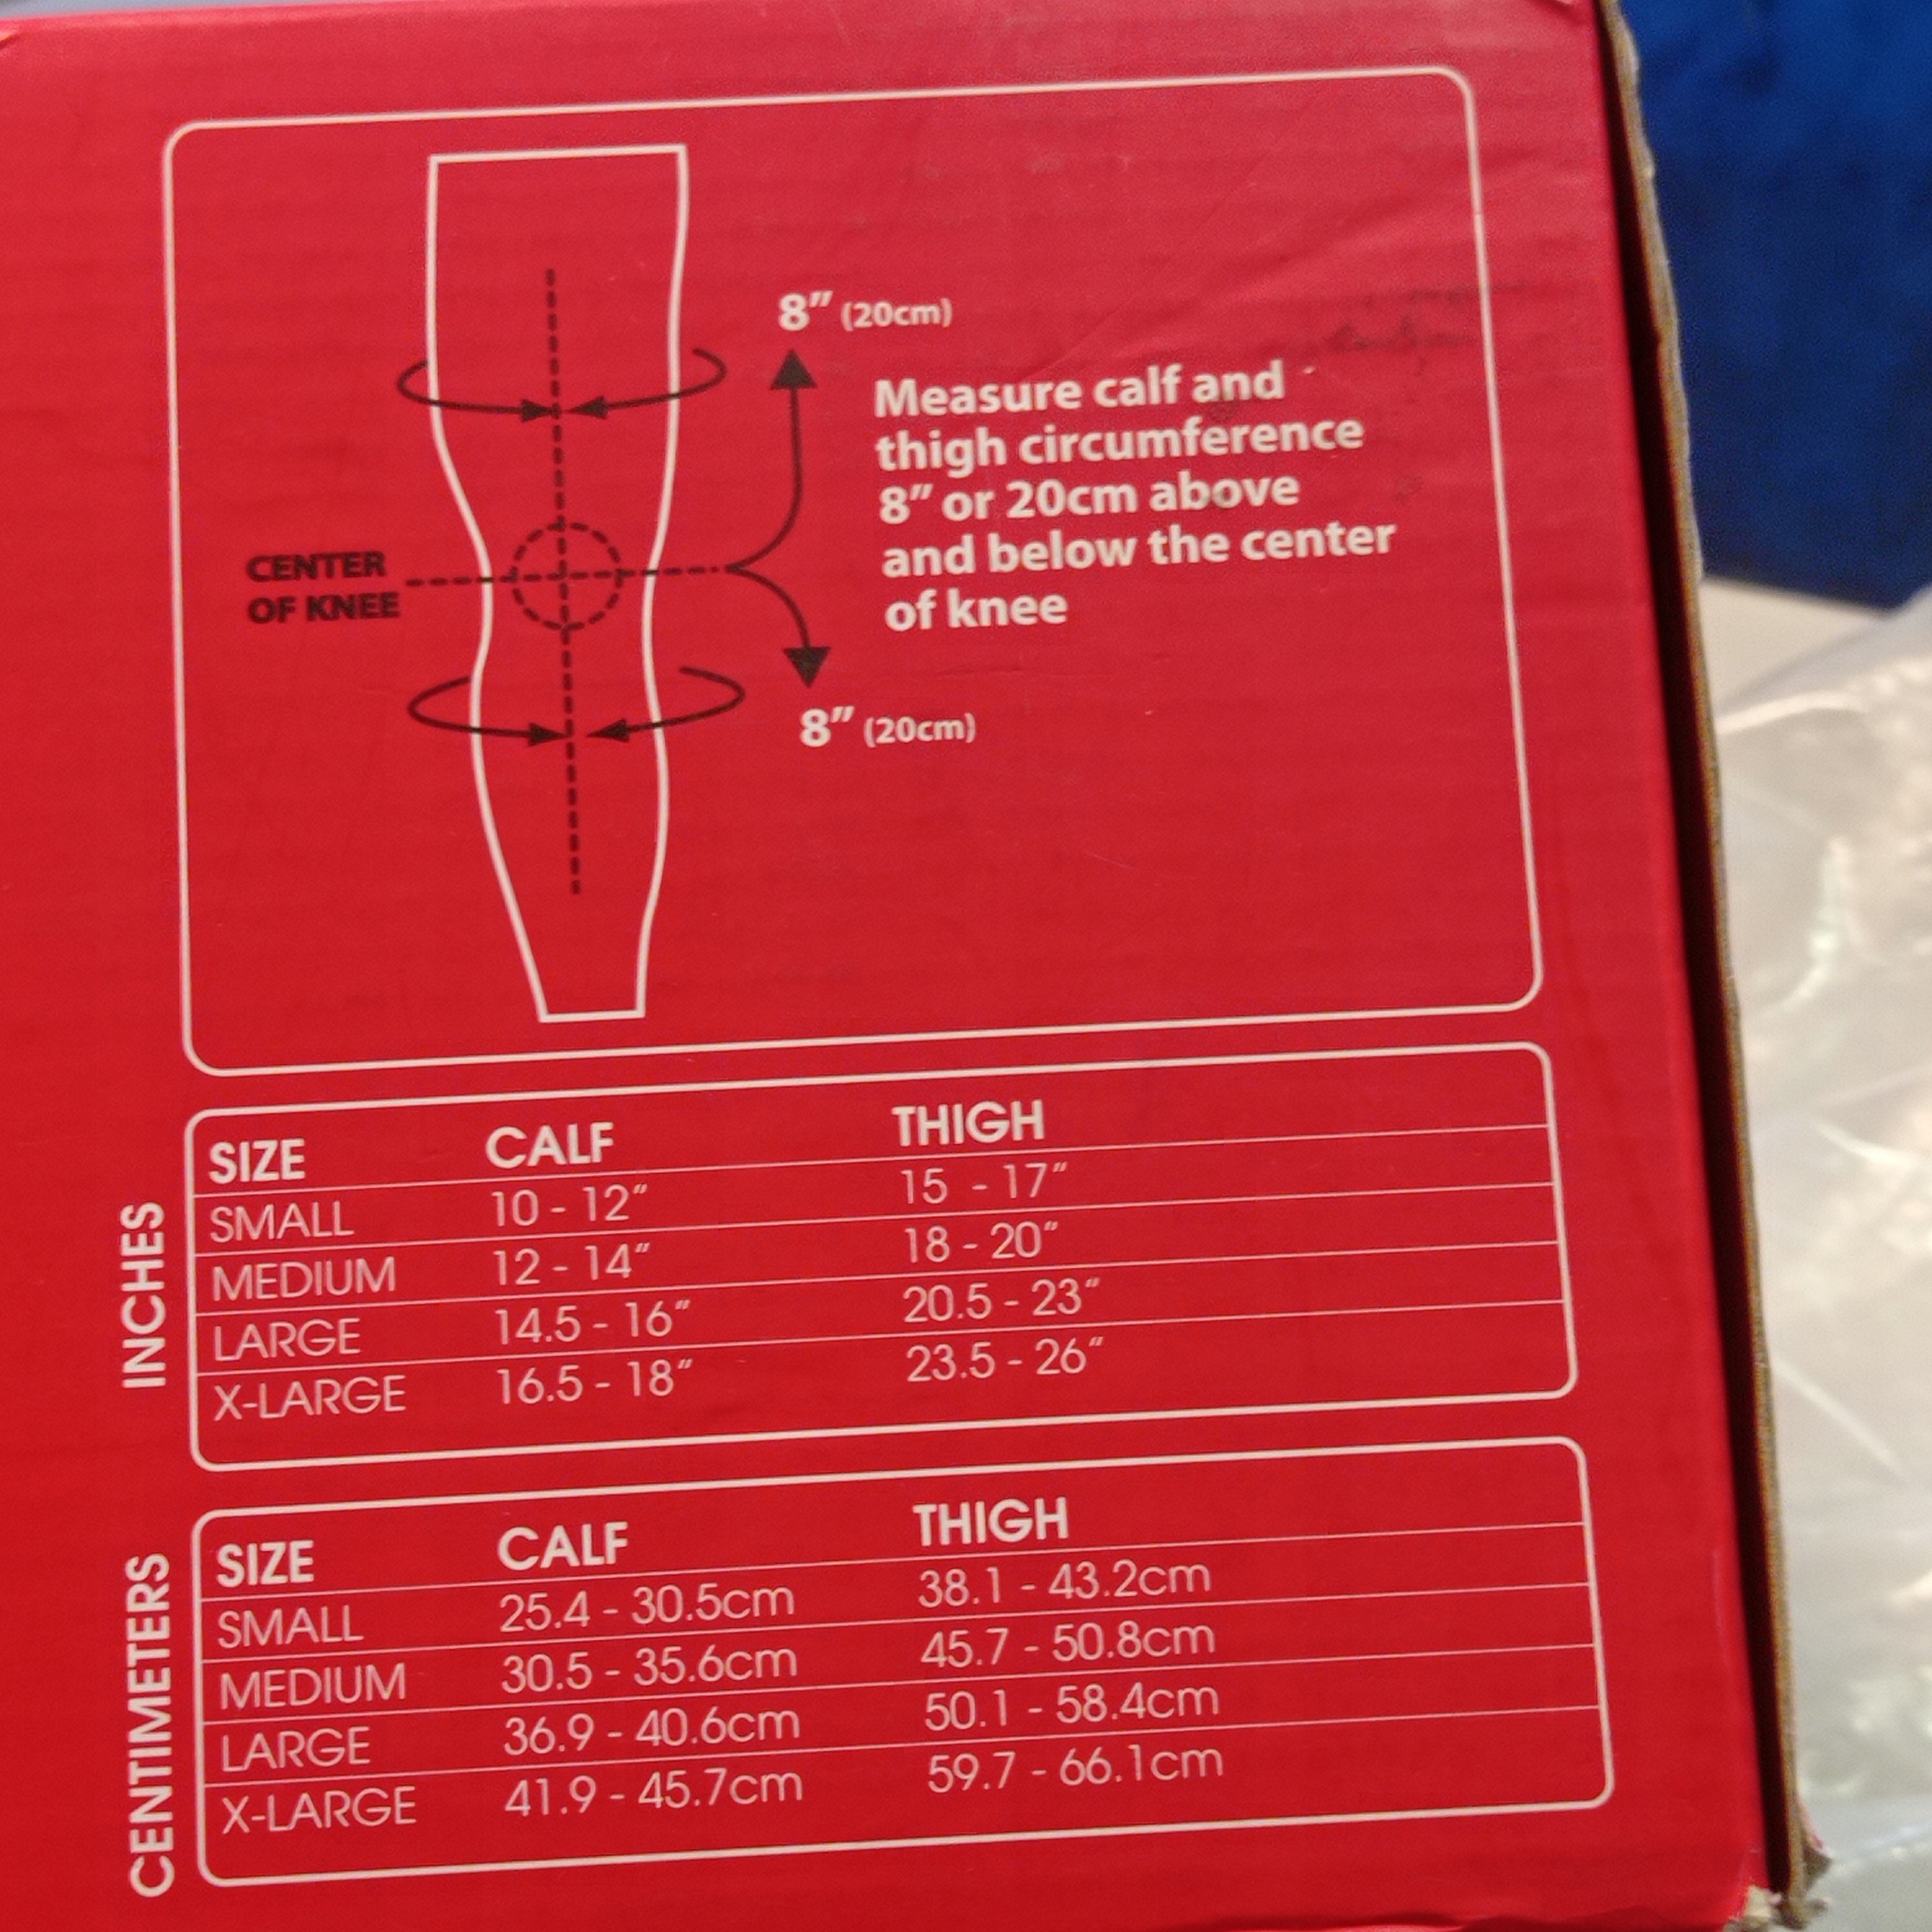 8” (20cm)
Measure calf and
thigh circumference
8” or 20cm above
and below the center
of knee
CENTER
OF KNEE
8” (20cm)
INCHES
SIZE CALF THIGH
SMALL 10 - 12” 15 - 17”
MEDIUM 12 - 14” 18 - 20”
LARGE 14.5 - 16” 20.5 - 23”
X-LARGE 16.5 - 18” 23.5 - 26”
CENTIMETERS
SIZE CALF THIGH
SMALL 25.4 - 30.5cm 38.1 - 43.2cm
MEDIUM 30.5 - 35.6cm 45.7 - 50.8cm
LARGE 36.9 - 40.6cm 50.1 - 58.4cm
X-LARGE 41.9 - 45.7cm 59.7 - 66.1cm